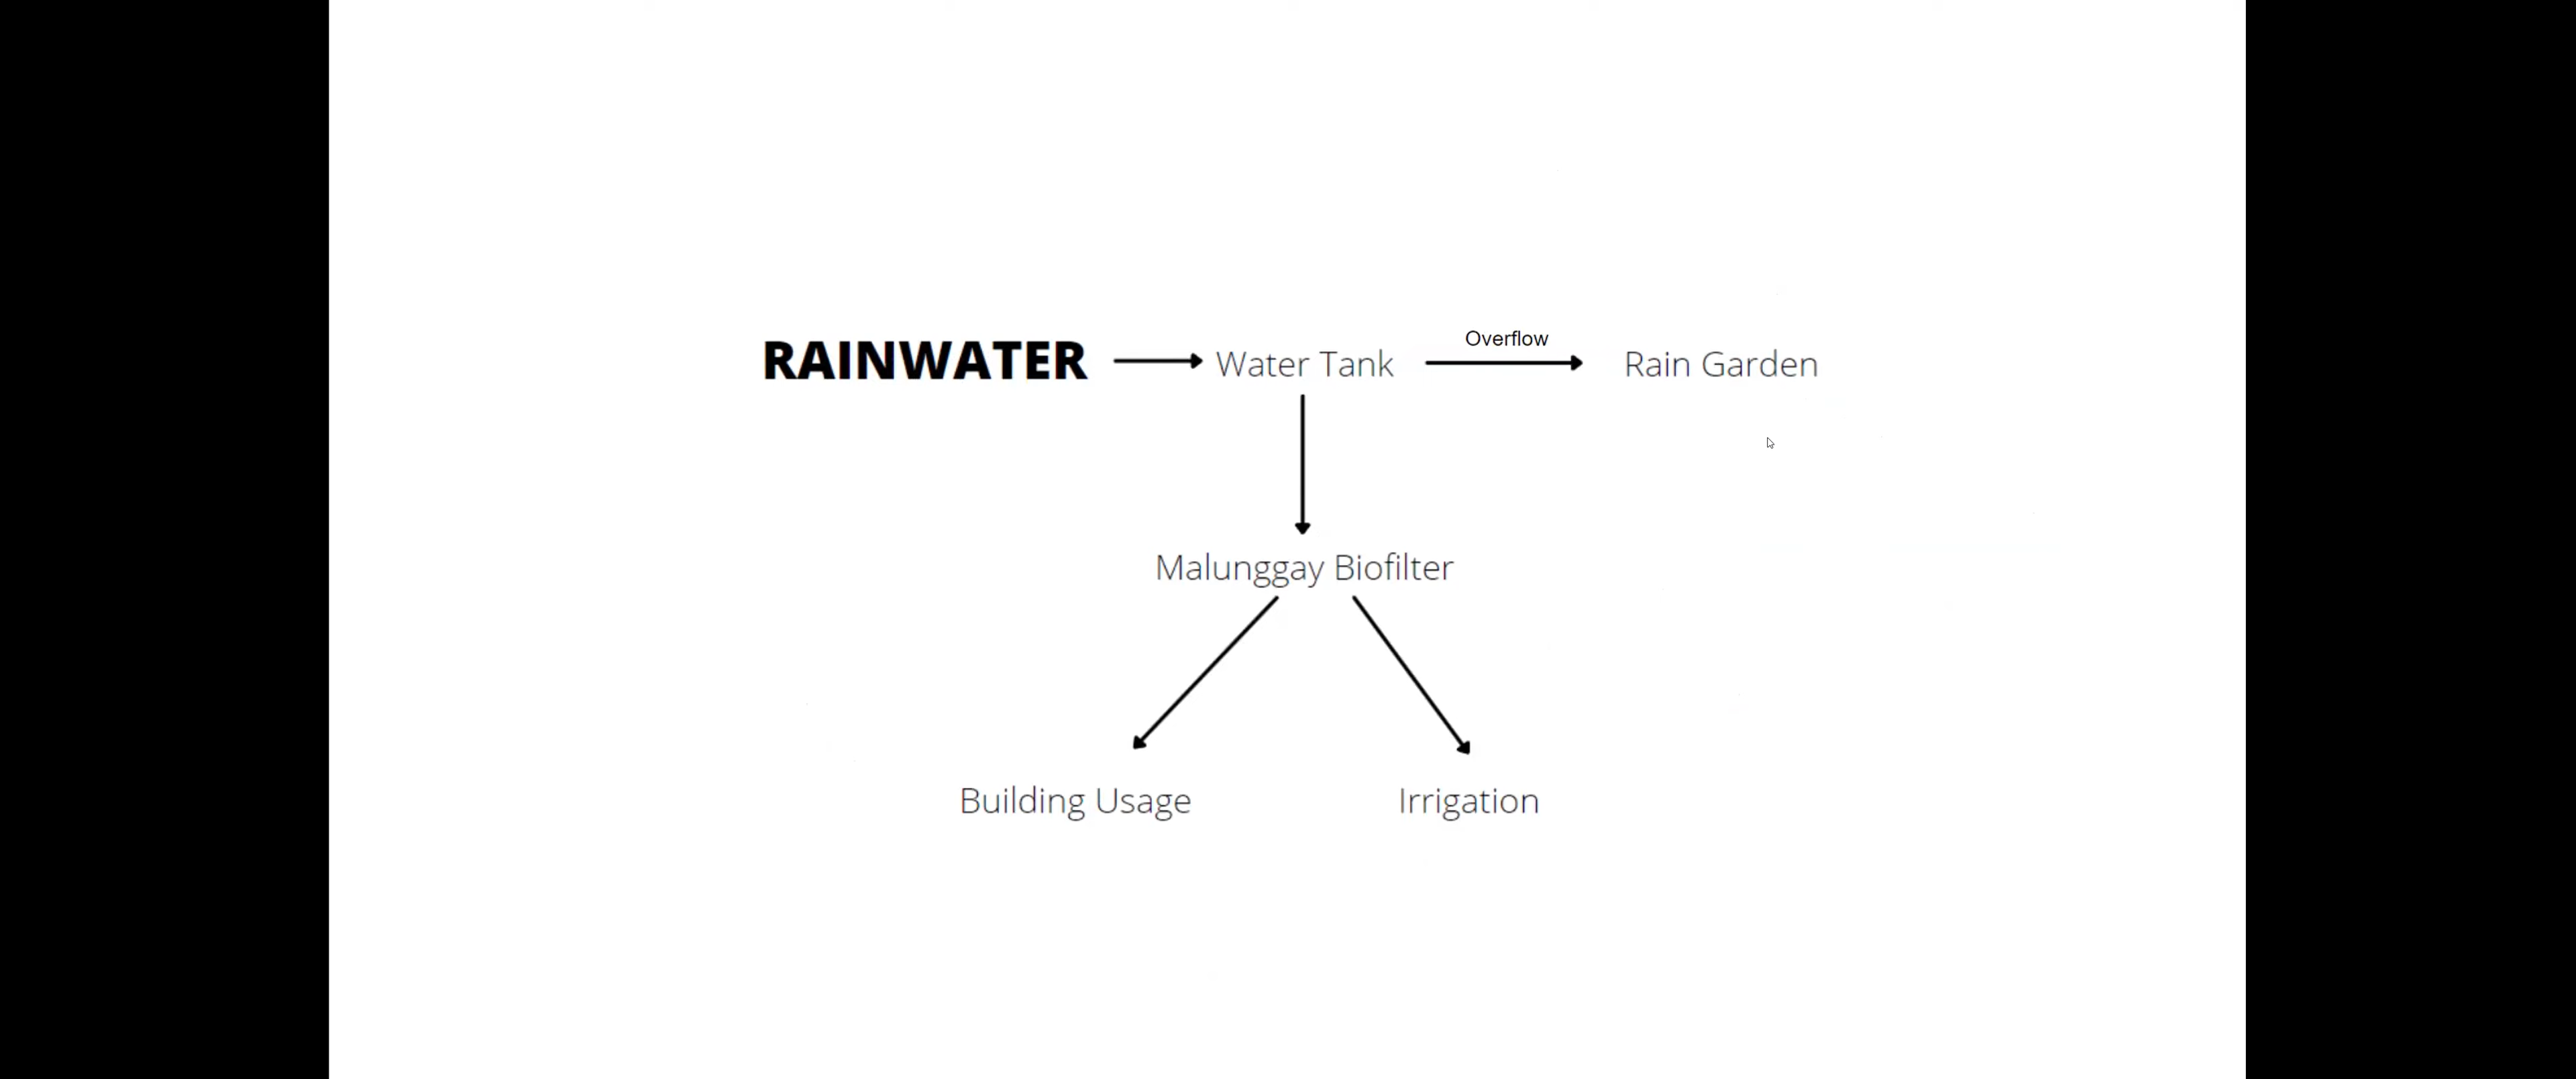 RAINWATER
Water Tank
Overflow
Rain Garden
Malunggay Biofilter
Building Usage
Irrigation